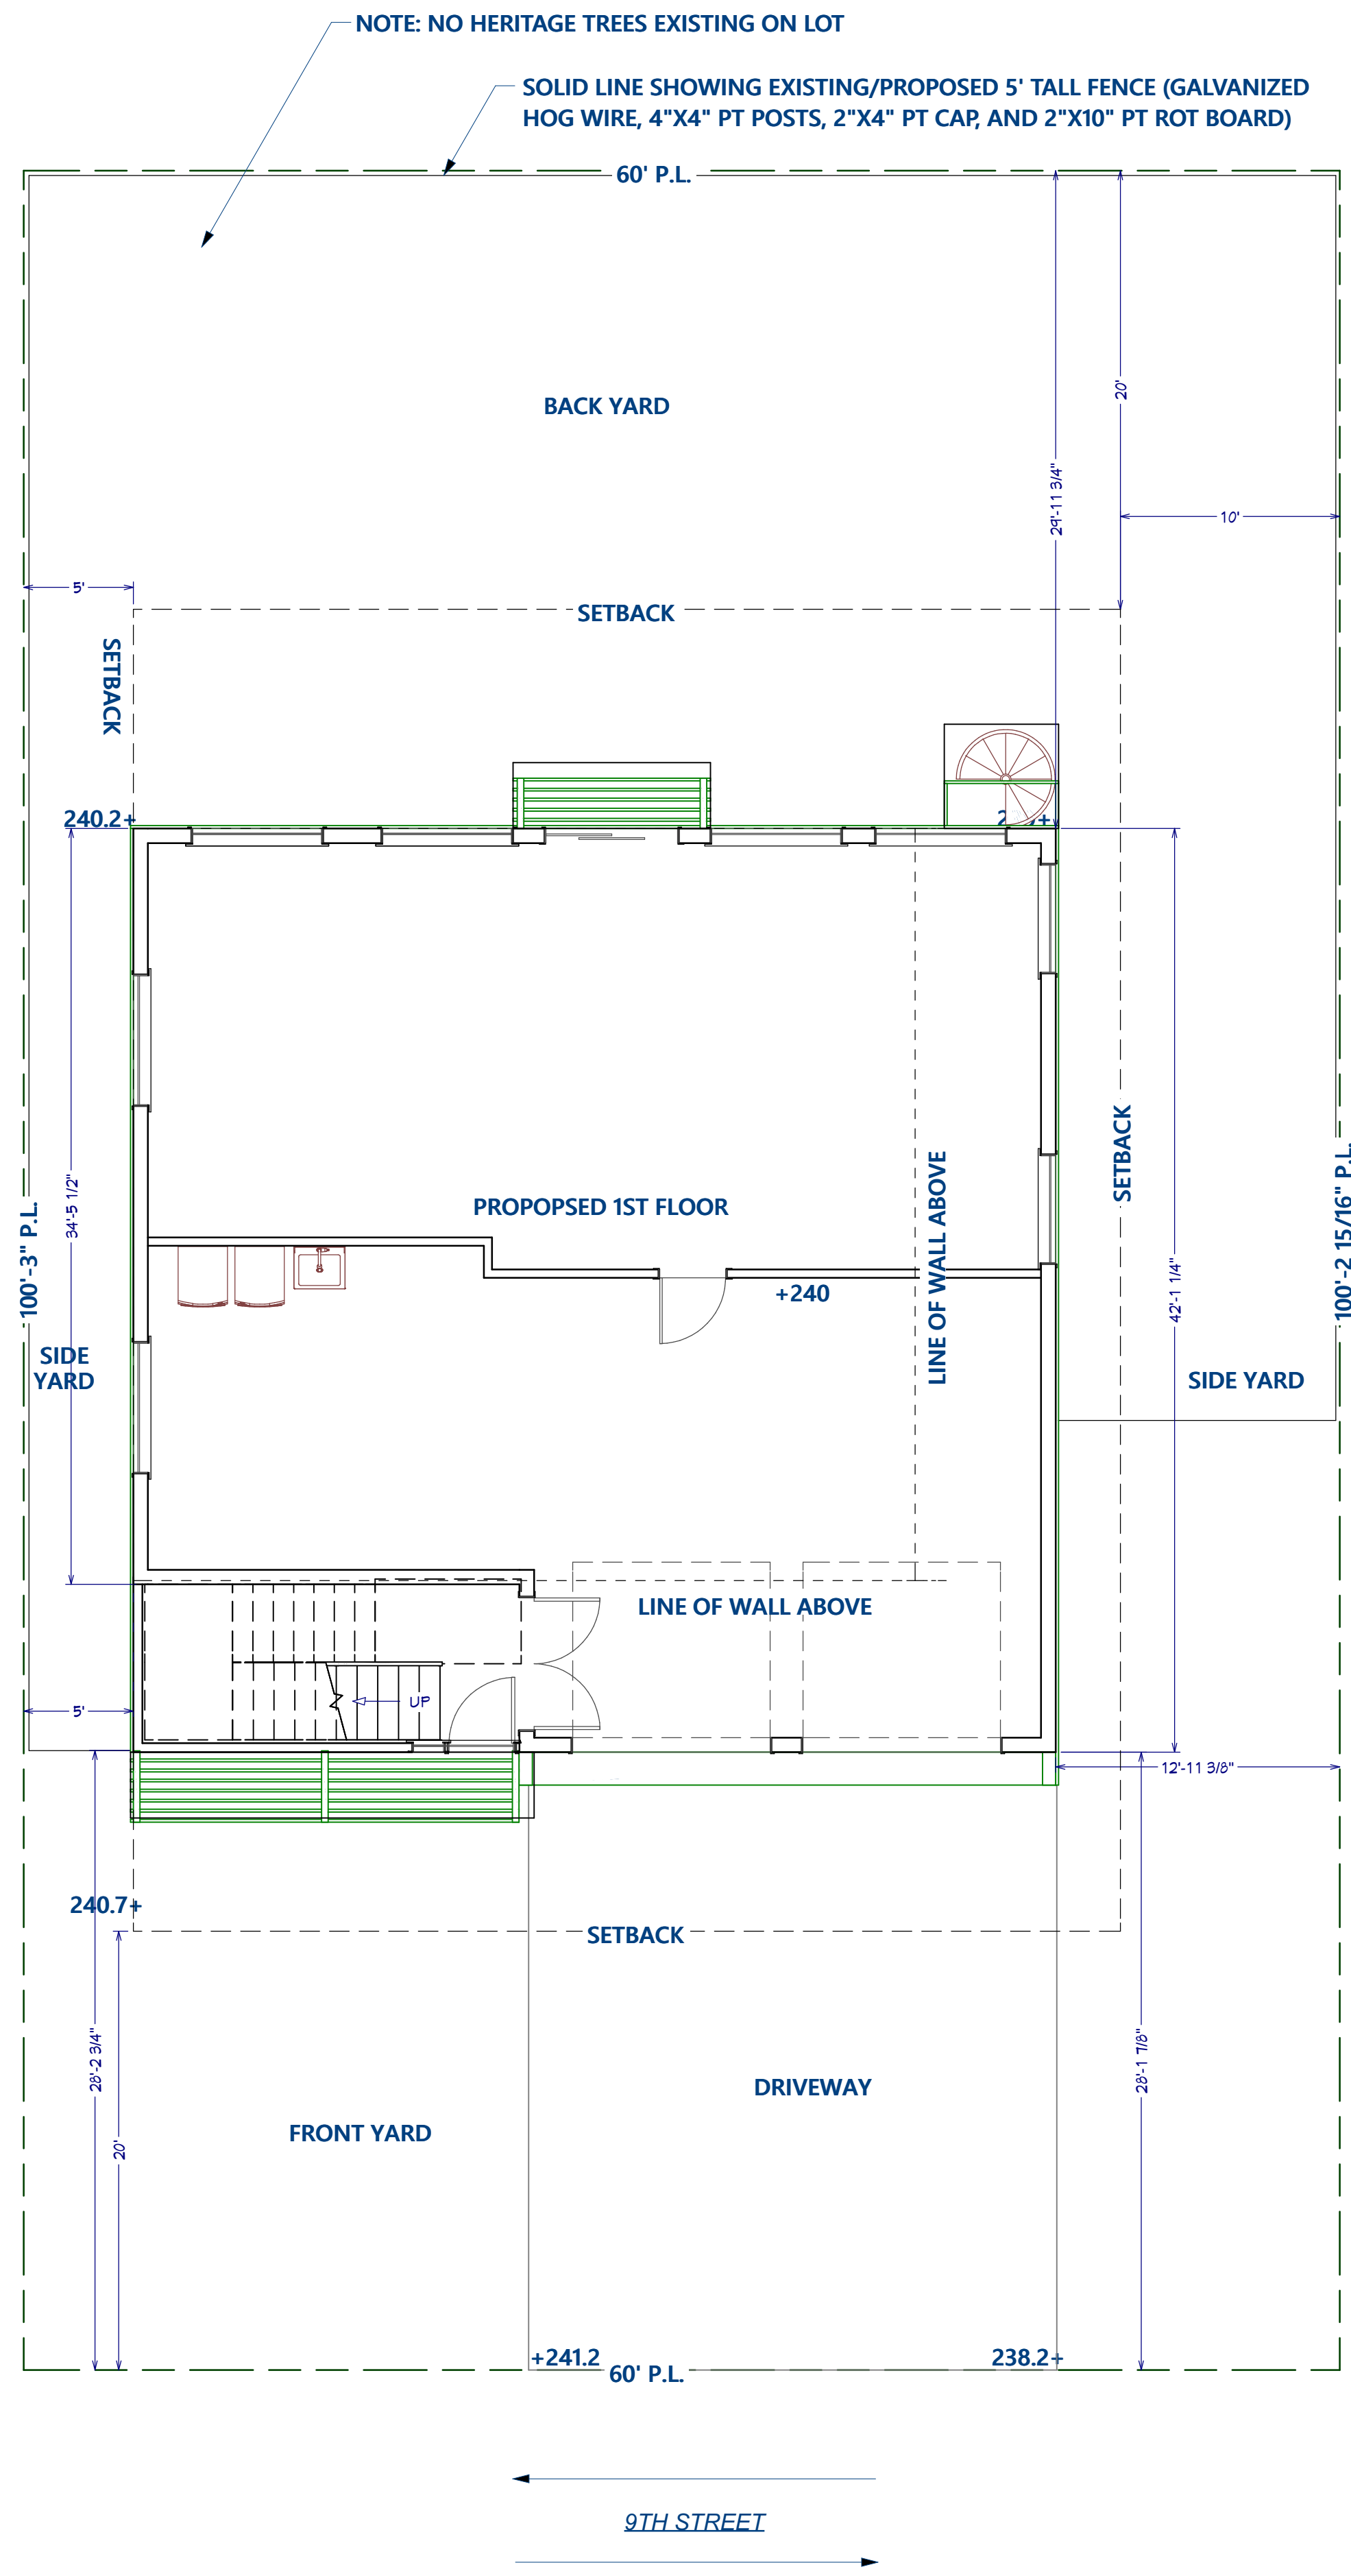 NOTE: NO HERITAGE TREES EXISTING ON LOT
SOLID LINE SHOWING EXISTING/PROPOSED 5' TALL FENCE (GALVANIZED
HOG WIRE, 4"X4" PT POSTS, 2"X4" PT CAP, AND 2"X10" PT ROT BOARD)
60' P.L.
20'
BACK YARD
29'-11 3/4"
10'
5'
SETBACK
SETBACK
240.2+
SETBACK
LINE OF WALL ABOVE
34'-5 1/2"
PROPOPSED 1ST FLOOR
100'-3" P.L.
100'-2 15/16" P.L.
+240
42'-1 1/4"
SIDE
YARD
SIDE YARD
LINE OF WALL ABOVE
UP
5'
12'-11 3/8"
240.7+
SETBACK
28'-2 3/4"
28'-1 7/8"
DRIVEWAY
FRONT YARD
20'
+241.2
238.2+
60' P.L.
9TH STREET